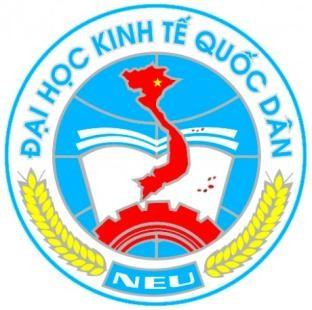 ĐẠI HỌC KINH TẾ QUỐC DÂN
NEU